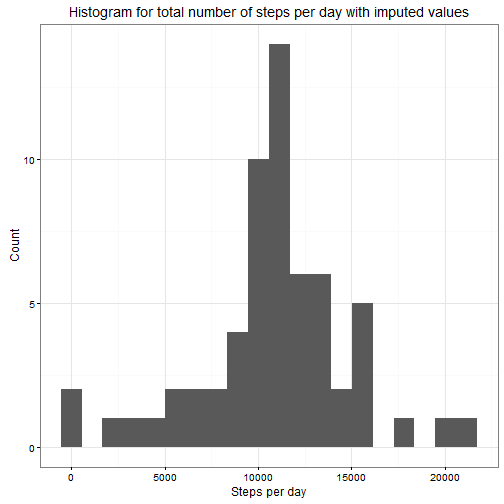 Histogram for total number of steps per day with imputed values
Count
10
5
0
0 5000 10000 15000 20000
Steps per day